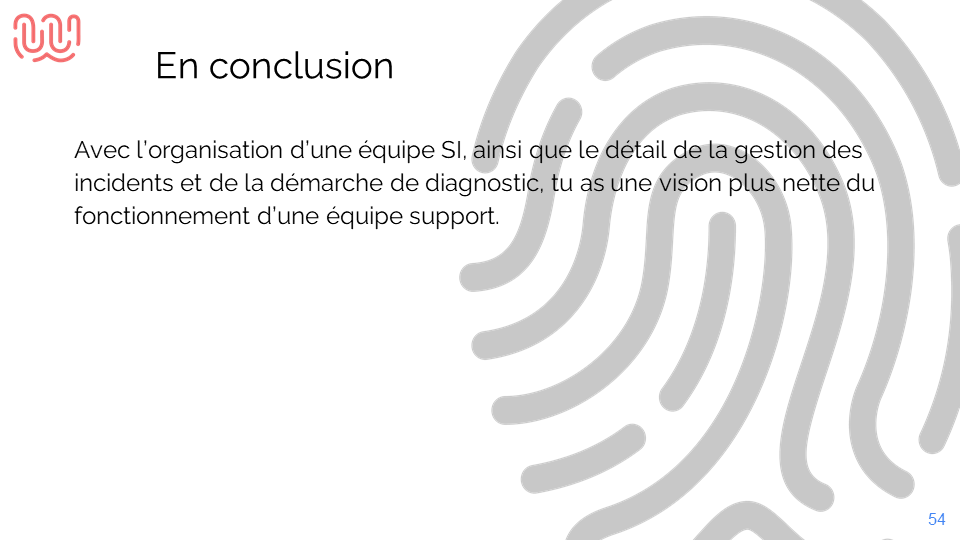 En conclusion
Avec l’organisation d’une équipe SI, ainsi que le détail de la gestion des
incidents et de la démarche de diagnostic, tu as une vision plus nette du
fonctionnement d’une équipe support.
54